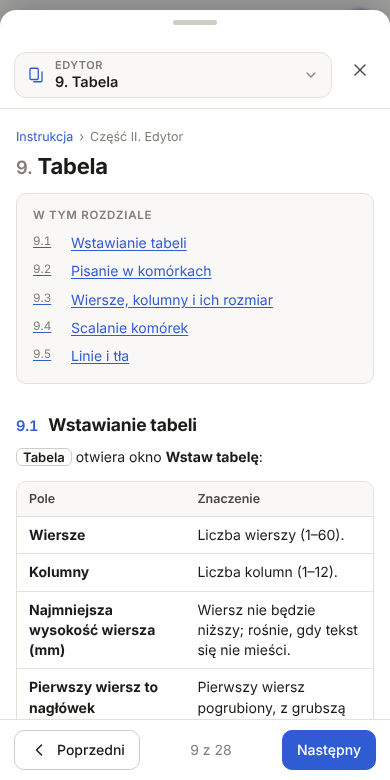 EDYTOR
9. Tabela
Instrukcja › Część II. Edytor
9. Tabela
W TYM ROZDZIALE
9.1 Wstawianie tabeli
9.2 Pisanie w komórkach
9.3 Wiersze, kolumny i ich rozmiar
9.4 Scalanie komórek
9.5 Linie i tła
9.1 Wstawianie tabeli
Tabela otwiera okno Wstaw tabelę:
Pole Znaczenie
Wiersze Liczba wierszy (1–60).
Kolumny Liczba kolumn (1–12).
Najmniejsza Wiersz nie będzie
wysokość wiersza niższy; rośnie, gdy tekst
(mm) się nie mieści.
Pierwszy wiersz to Pierwszy wiersz
nagłówek pogrubiony, z grubszą
Poprzedni 9 z 28 Następny